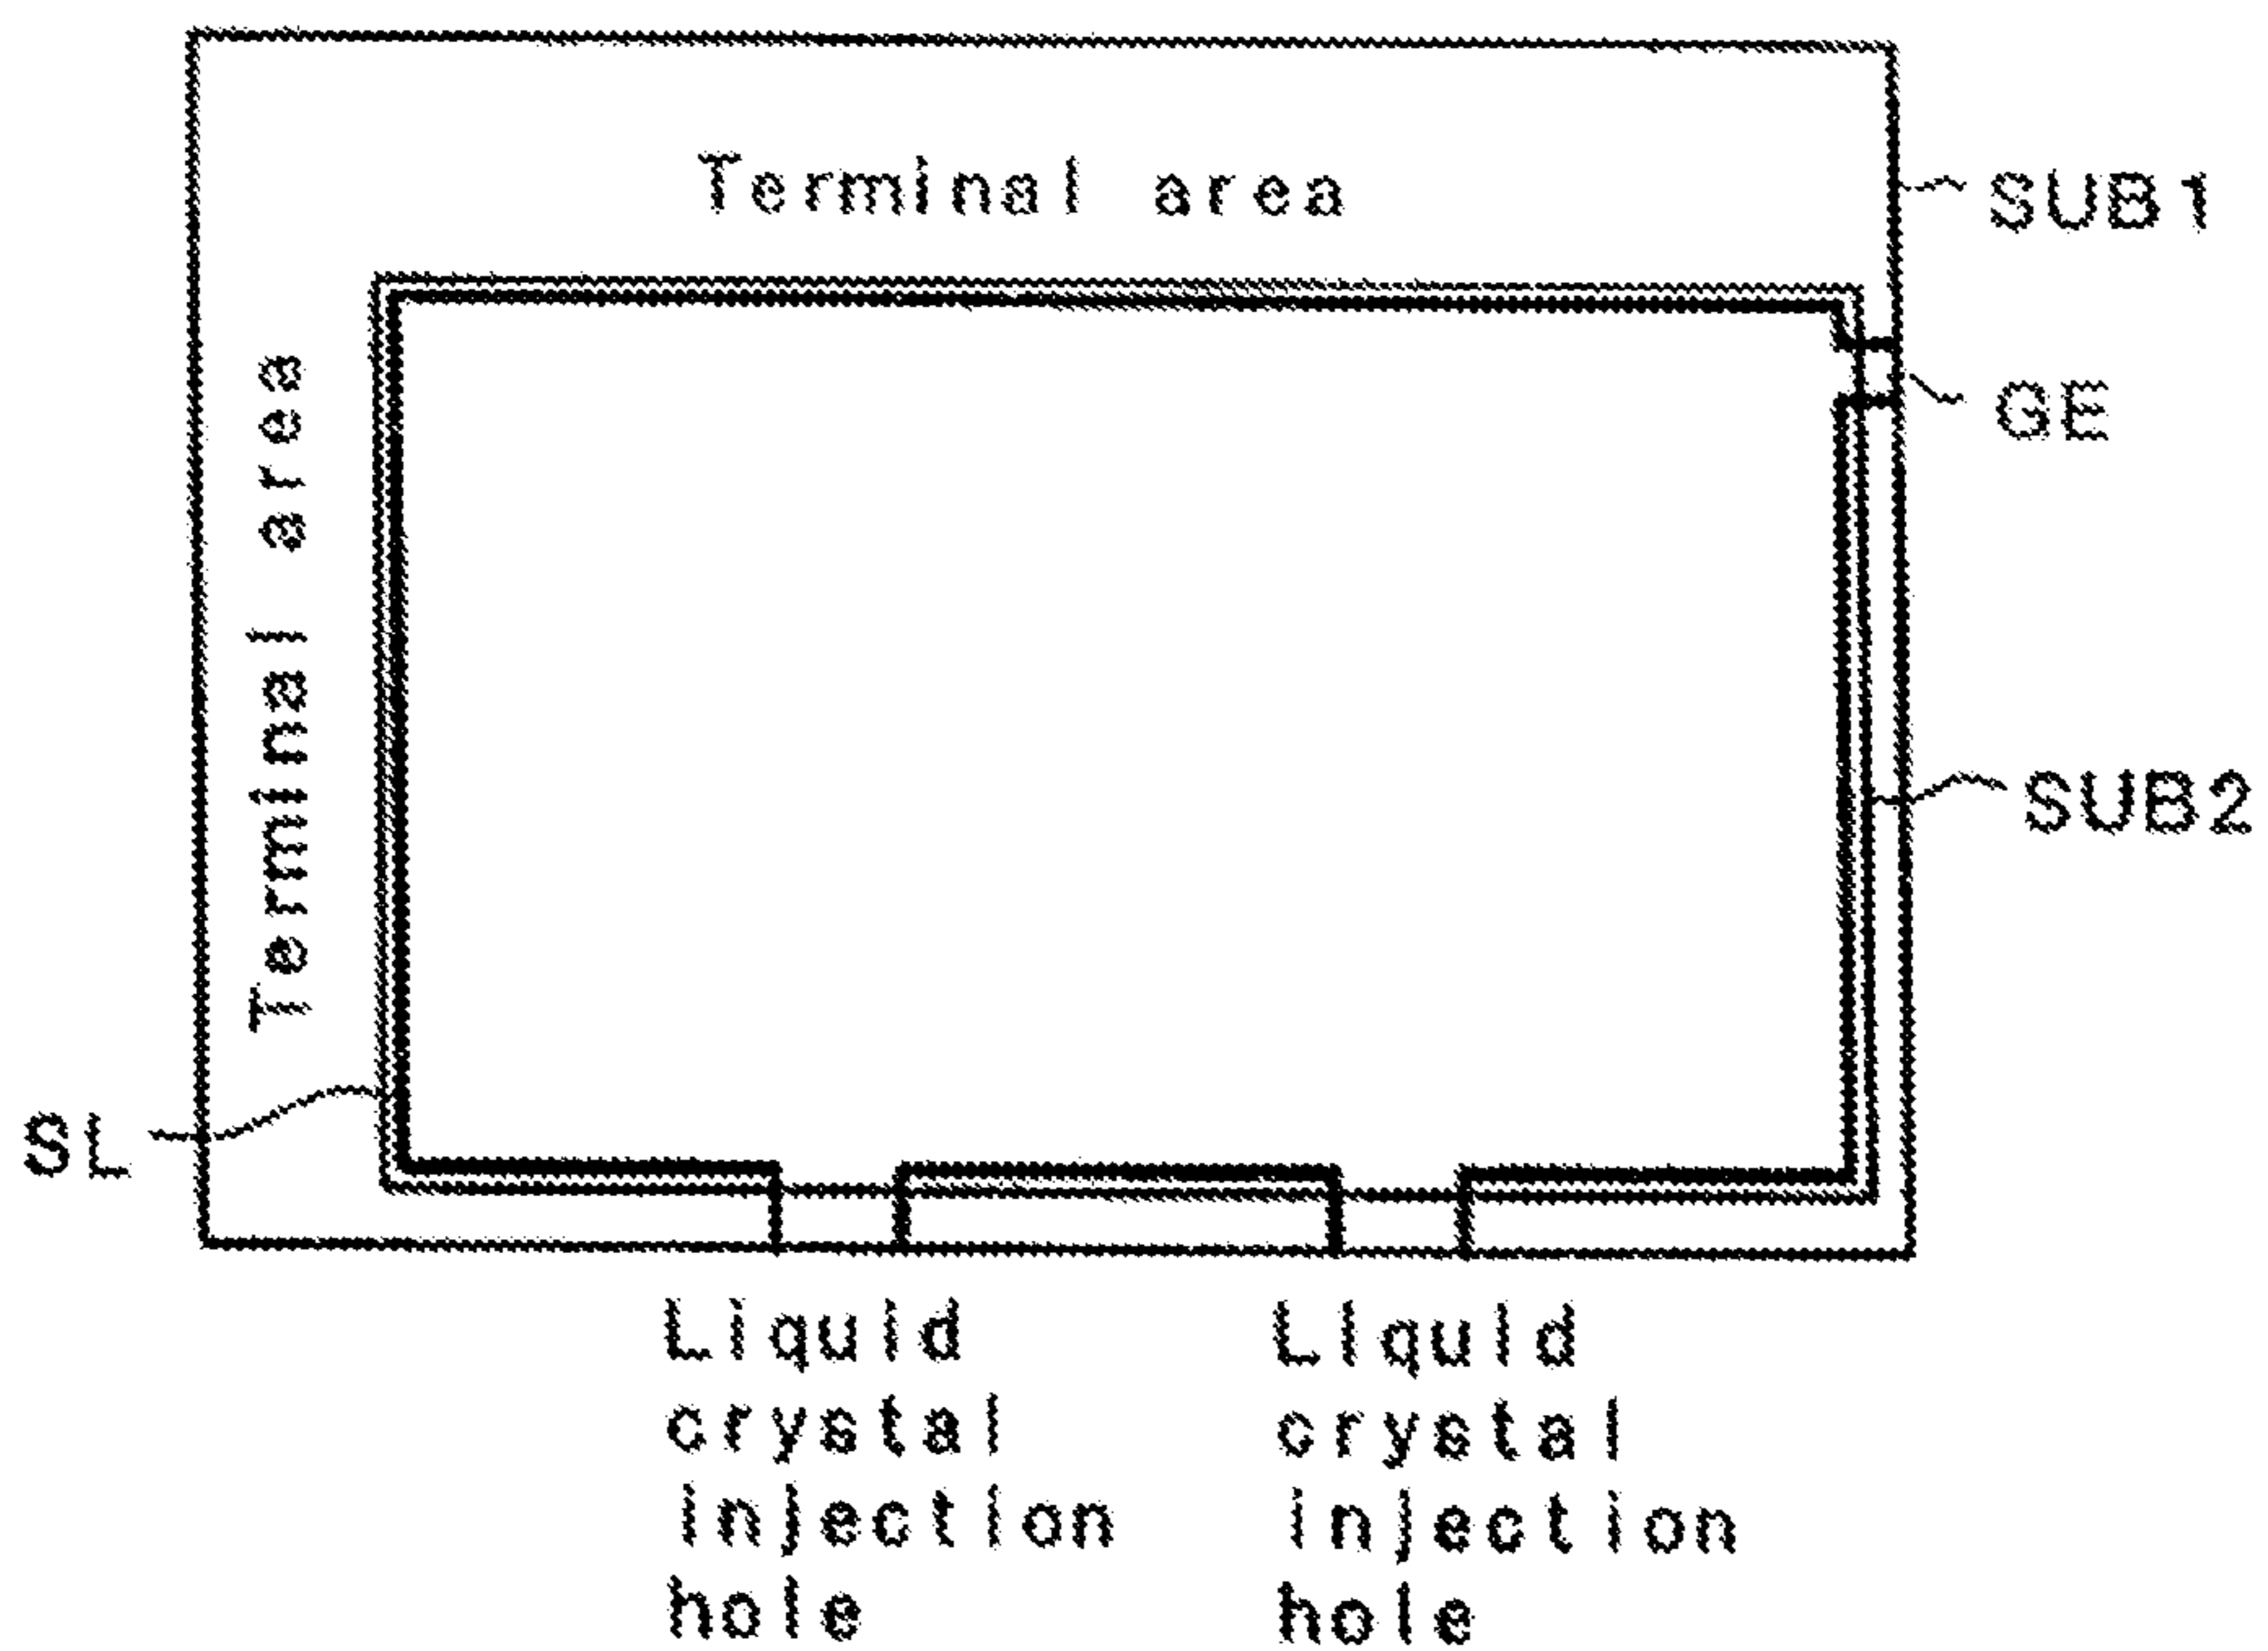 Terminal area
SUB1
GE
Terminal area
SUB2
SL
Liquid
crystal
injection
hole
Liquid
crystal
injection
hole